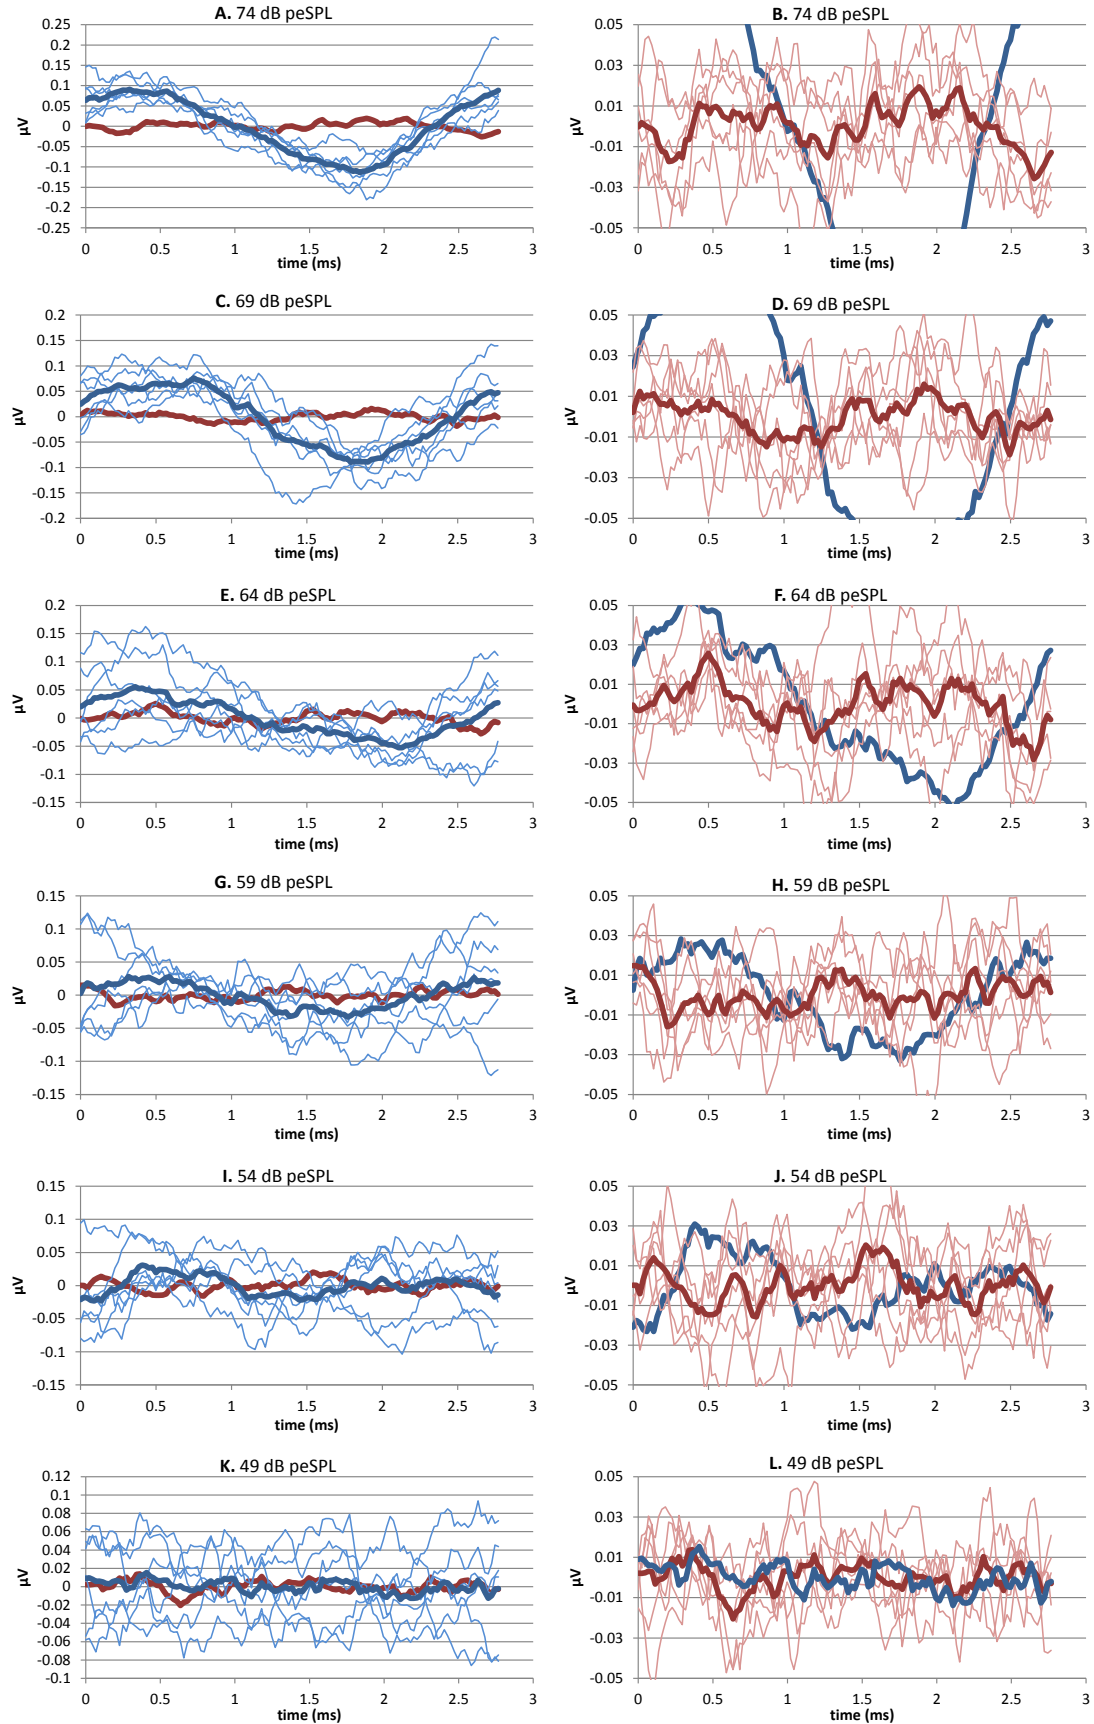 A. 74 dB peSPL
0.25
0.2
0.15
0.1
0.05
0
-0.05
-0.1
-0.15
-0.2
-0.25
µV
0 0.5 1 1.5 2 2.5 3
time (ms)
B. 74 dB peSPL
0.05
0.03
0.01
-0.01
-0.03
-0.05
µV
0 0.5 1 1.5 2 2.5 3
time (ms)
C. 69 dB peSPL
0.2
0.15
0.1
0.05
0
-0.05
-0.1
-0.15
-0.2
µV
0 0.5 1 1.5 2 2.5 3
time (ms)
D. 69 dB peSPL
0.05
0.03
0.01
-0.01
-0.03
-0.05
µV
0 0.5 1 1.5 2 2.5 3
time (ms)
E. 64 dB peSPL
0.2
0.15
0.1
0.05
0
-0.05
-0.1
-0.15
µV
0 0.5 1 1.5 2 2.5 3
time (ms)
F. 64 dB peSPL
0.05
0.03
0.01
-0.01
-0.03
-0.05
µV
0 0.5 1 1.5 2 2.5 3
time (ms)
G. 59 dB peSPL
0.15
0.1
0.05
0
-0.05
-0.1
-0.15
µV
0 0.5 1 1.5 2 2.5 3
time (ms)
H. 59 dB peSPL
0.05
0.03
0.01
-0.01
-0.03
-0.05
µV
0 0.5 1 1.5 2 2.5 3
time (ms)
I. 54 dB peSPL
0.15
0.1
0.05
0
-0.05
-0.1
-0.15
µV
0 0.5 1 1.5 2 2.5 3
time (ms)
J. 54 dB peSPL
0.05
0.03
0.01
-0.01
-0.03
-0.05
µV
0 0.5 1 1.5 2 2.5 3
time (ms)
K. 49 dB peSPL
0.12
0.1
0.08
0.06
0.04
0.02
0
-0.02
-0.04
-0.06
-0.08
-0.1
µV
0 0.5 1 1.5 2 2.5 3
time (ms)
L. 49 dB peSPL
0.05
0.03
0.01
-0.01
-0.03
-0.05
µV
0 0.5 1 1.5 2 2.5 3
time (ms)